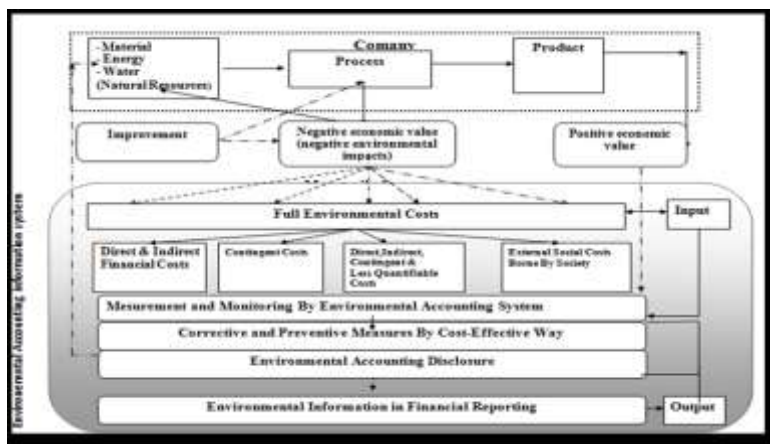 Comany
- Material
- Energy
- Water
(Natural Resources)
Process
Product
Improvement
Negative economic value
(negative environmental
impacts)
Positive economic
value
Environemental Accounting information system
Full Environmental Costs
Input
Direct & Indirect
Financial Costs
Contingent Costs
Direct,Indirect,
Contingent &
Less Quantifiable
Costs
External Social Costs
Borne By Society
Mesurement and Monitoring By Environmental Accounting System
Corrective and Preventive Measures By Cost-Effective Way
Environmental Accounting Disclosure
Environmental Information in Financial Reporting
Output